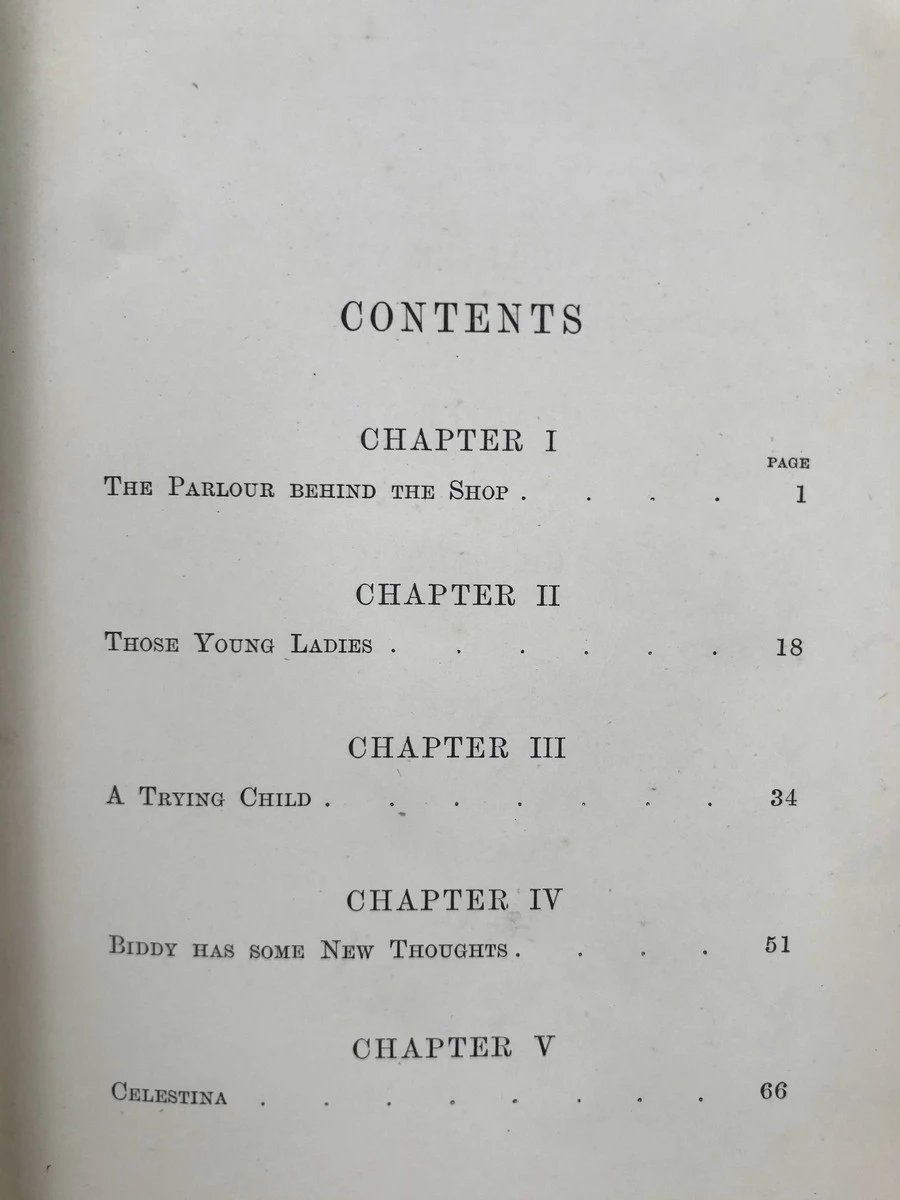 CONTENTS
CHAPTER I
PAGE
THE PARLOUR BEHIND THE SHOP . . . . 1
CHAPTER II
THOSE YOUNG LADIES . . . . . . 18
CHAPTER III
A TRYING CHILD . . . . . . . 34
CHAPTER IV
BIDDY HAS SOME NEW THOUGHTS . . . . 51
CHAPTER V
CELESTINA . . . . . . . . 66